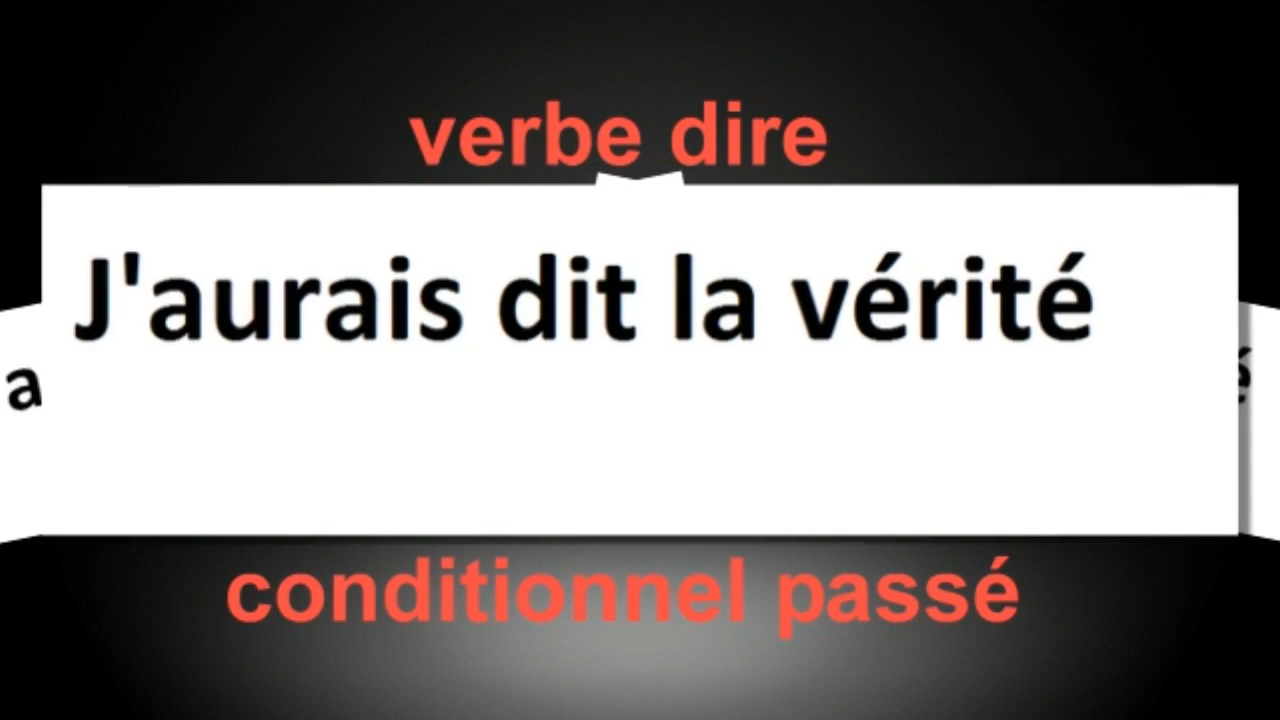 verbe dire
J'aurais dit la vérité
conditionnel passé